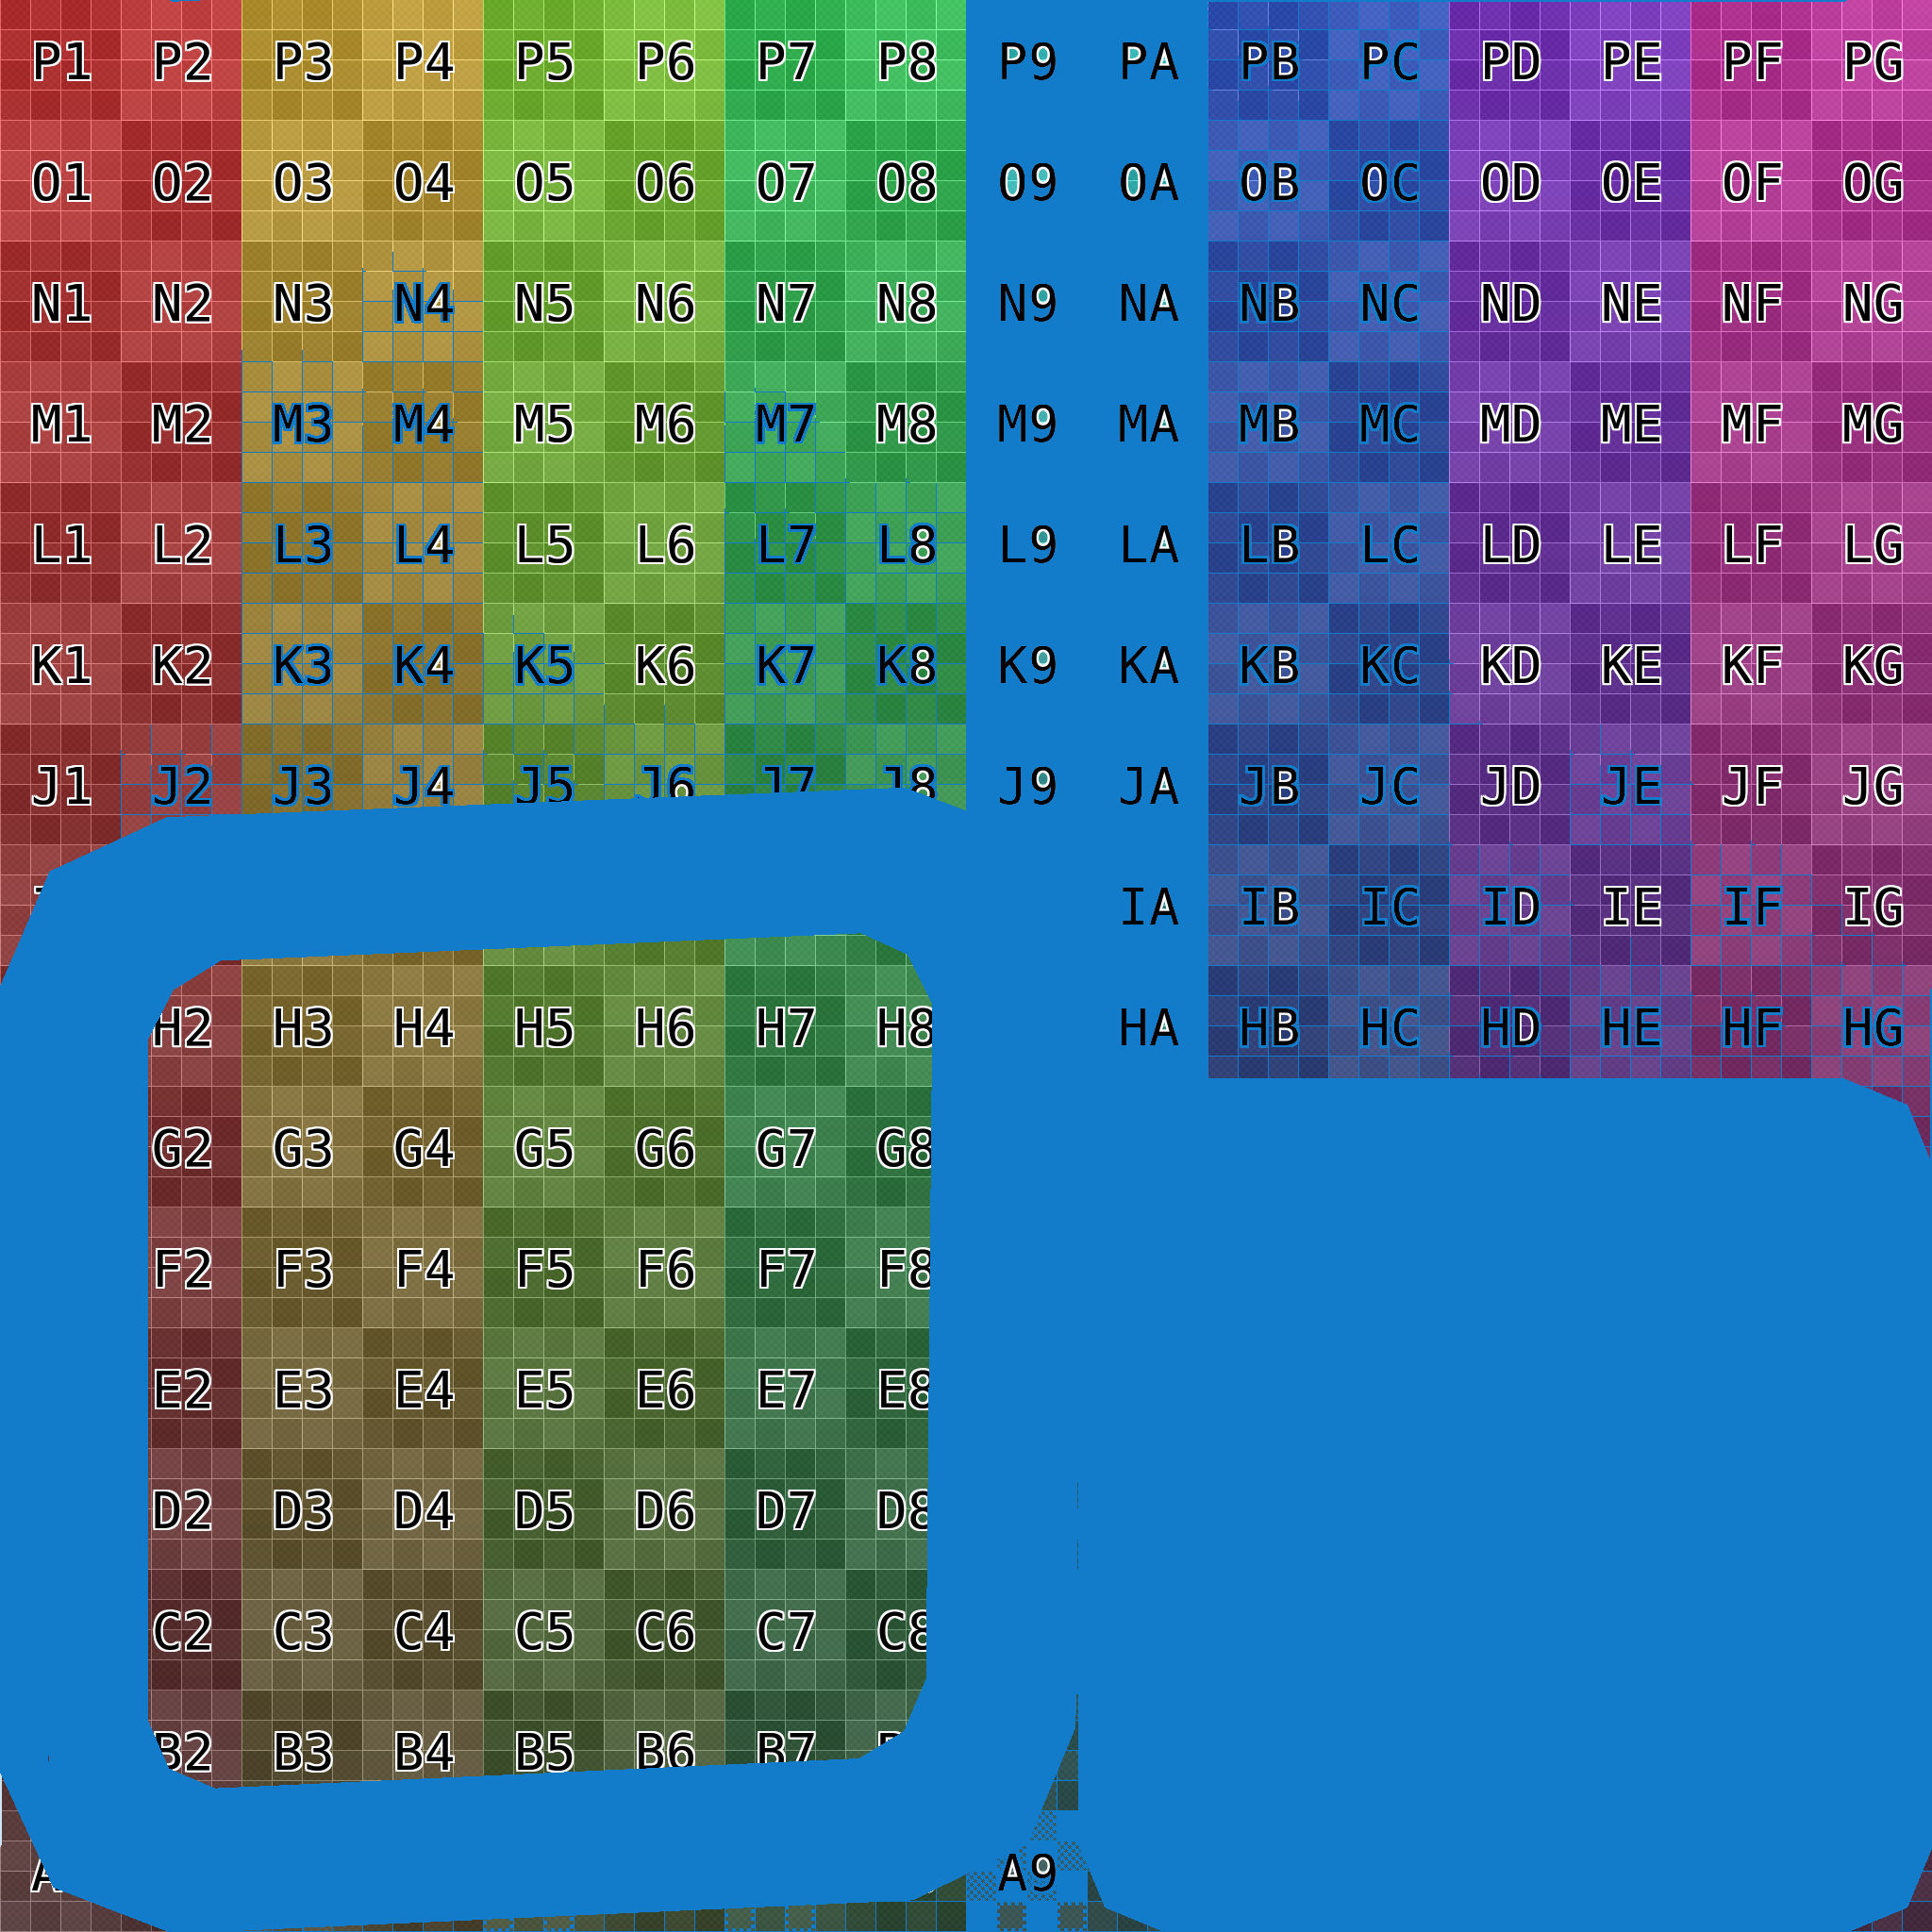 P1 P2 P3 P4 P5 P6 P7 P8 P9 PA PB PC PD PE PF PG
O1 O2 O3 O4 O5 O6 O7 O8 O9 OA OB OC OD OE OF OG
N1 N2 N3 N4 N5 N6 N7 N8 N9 NA NB NC ND NE NF NG
M1 M2 M3 M4 M5 M6 M7 M8 M9 MA MB MC MD ME MF MG
L1 L2 L3 L4 L5 L6 L7 L8 L9 LA LB LC LD LE LF LG
K1 K2 K3 K4 K5 K6 K7 K8 K9 KA KB KC KD KE KF KG
J1 J2 J3 J4 J5 J6 J7 J8 J9 JA JB JC JD JE JF JG
IA IB IC ID IE IF IG
H2 H3 H4 H5 H6 H7 H8 HA HB HC HD HE HF HG
G2 G3 G4 G5 G6 G7 G8
F2 F3 F4 F5 F6 F7 F8
E2 E3 E4 E5 E6 E7 E8
D2 D3 D4 D5 D6 D7 D8
C2 C3 C4 C5 C6 C7 C8
B2 B3 B4 B5 B6 B7
A9